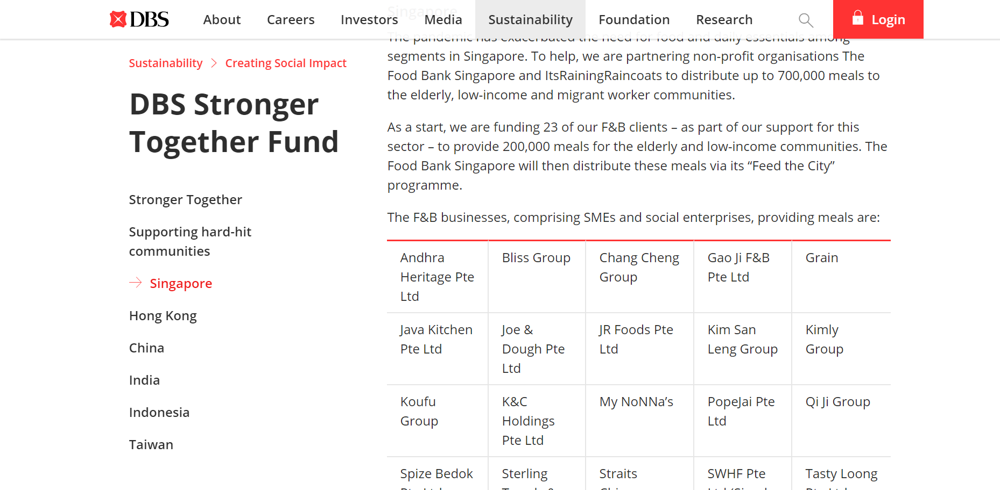 DBS
About
Careers
Investors
Media
Sustainability
Foundation
Research
Login
Sustainability
Creating Social Impact
DBS Stronger
Together Fund
Stronger Together
Supporting hard-hit
communities
Singapore
Hong Kong
China
India
Indonesia
Taiwan
Singapore
The pandemic has exacerbated the need for food and daily essentials among
segments in Singapore. To help, we are partnering non-profit organisations The
Food Bank Singapore and ItsRainingRaincoats to distribute up to 700,000 meals to
the elderly, low-income and migrant worker communities.
As a start, we are funding 23 of our F&B clients – as part of our support for this
sector – to provide 200,000 meals for the elderly and low-income communities. The
Food Bank Singapore will then distribute these meals via its “Feed the City”
programme.
The F&B businesses, comprising SMEs and social enterprises, providing meals are:
Andhra
Heritage Pte
Ltd
Bliss Group
Chang Cheng
Group
Gao Ji F&B
Pte Ltd
Grain
Java Kitchen
Pte Ltd
Joe &
Dough Pte
Ltd
JR Foods Pte
Ltd
Kim San
Leng Group
Kimly
Group
Koufu
Group
K&C
Holdings
Pte Ltd
My NoNNa’s
PopeJai Pte
Ltd
Qi Ji Group
Spize Bedok
Sterling
Straits
SWHF Pte
Tasty Loong